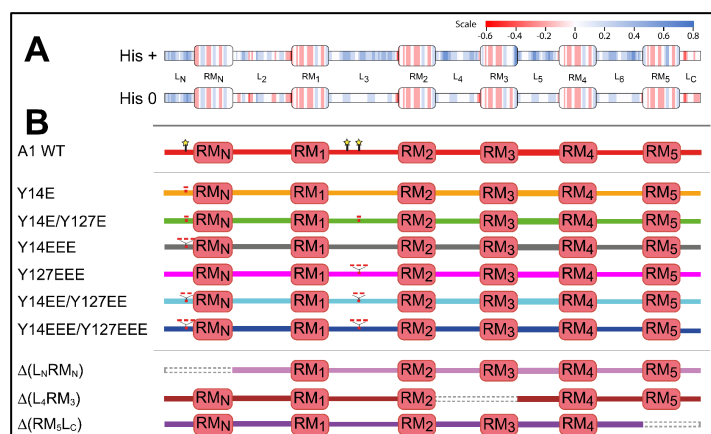 A
Scale
-0.6 -0.4 -0.2 0 0.2 0.4 0.6 0.8
His +
LN RMN L2 RM1 L3 RM2 L4 RM3 L5 RM4 L6 RM5 LC
His 0
B
A1 WT RMN RM1 RM2 RM3 RM4 RM5
Y14E RMN RM1 RM2 RM3 RM4 RM5
Y14E/Y127E RMN RM1 RM2 RM3 RM4 RM5
Y14EEE RMN RM1 RM2 RM3 RM4 RM5
Y127EEE RMN RM1 RM2 RM3 RM4 RM5
Y14EE/Y127EE RMN RM1 RM2 RM3 RM4 RM5
Y14EEE/Y127EEE RMN RM1 RM2 RM3 RM4 RM5
Δ(LNRMN) RM1 RM2 RM3 RM4 RM5
Δ(L4RM3) RMN RM1 RM2 RM4 RM5
Δ(RM5LC) RMN RM1 RM2 RM3 RM4